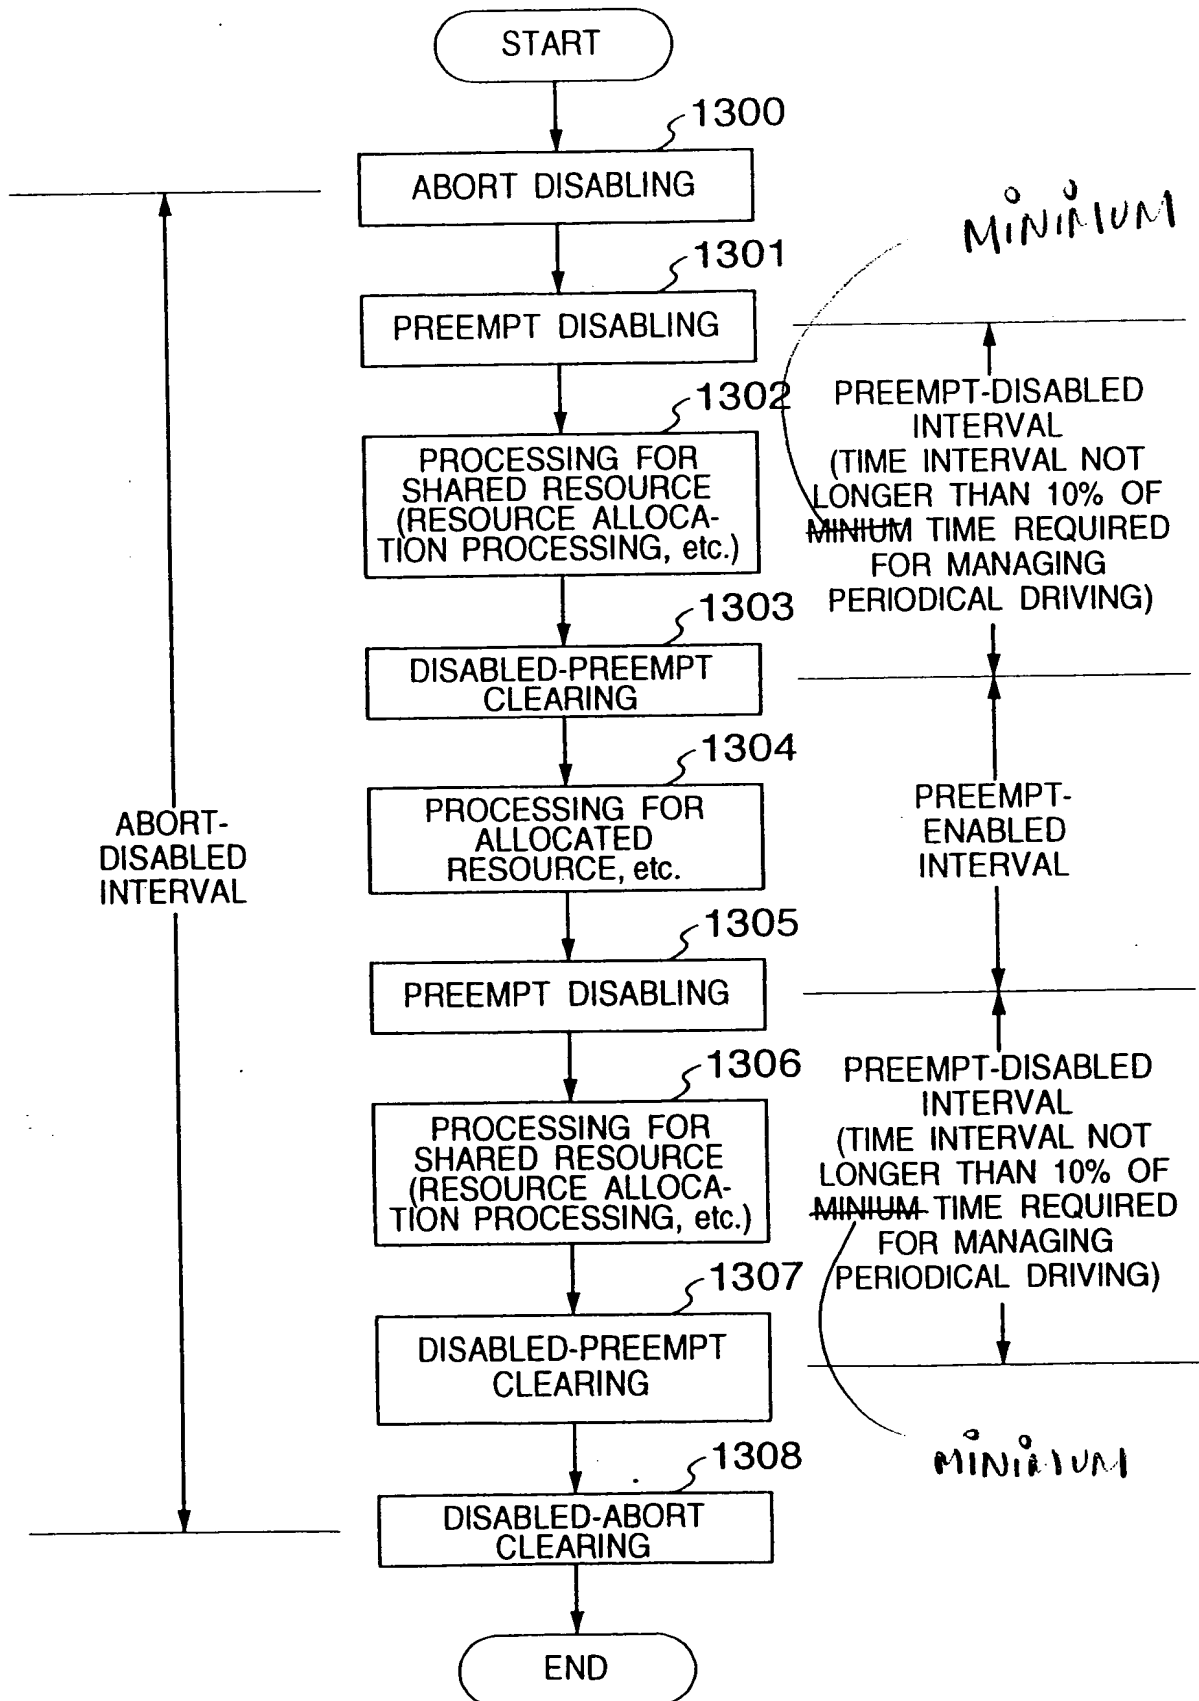 START
1300
ABORT DISABLING
MINIMUM
1301
PREEMPT DISABLING
1302
PROCESSING FOR
SHARED RESOURCE
(RESOURCE ALLOCA-
TION PROCESSING, etc.)
PREEMPT-DISABLED
INTERVAL
(TIME INTERVAL NOT
LONGER THAN 10% OF
MINIUM TIME REQUIRED
FOR MANAGING
PERIODICAL DRIVING)
1303
DISABLED-PREEMPT
CLEARING
1304
PROCESSING FOR
ALLOCATED
RESOURCE, etc.
PREEMPT-
ENABLED
INTERVAL
ABORT-
DISABLED
INTERVAL
1305
PREEMPT DISABLING
1306
PROCESSING FOR
SHARED RESOURCE
(RESOURCE ALLOCA-
TION PROCESSING, etc.)
PREEMPT-DISABLED
INTERVAL
(TIME INTERVAL NOT
LONGER THAN 10% OF
MINIUM TIME REQUIRED
FOR MANAGING
PERIODICAL DRIVING)
1307
DISABLED-PREEMPT
CLEARING
MINIMUM
1308
DISABLED-ABORT
CLEARING
END